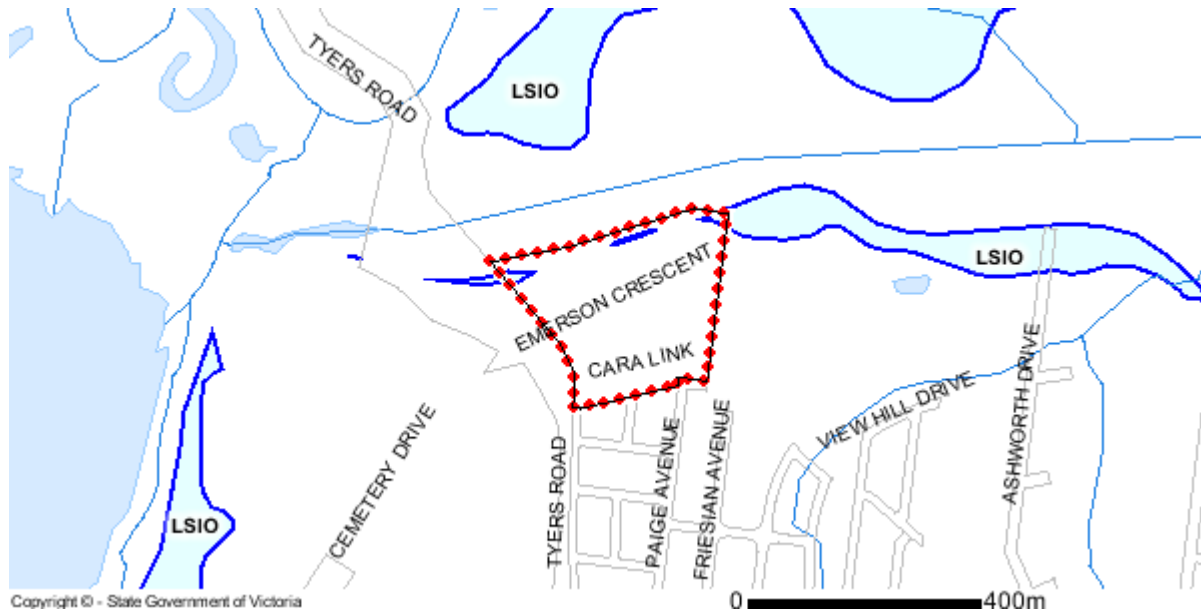 TYERS ROAD
LSIO
LSIO
EMERSON CRESCENT
CARA LINK
VIEW HILL DRIVE
ASHWORTH DRIVE
CEMETERY DRIVE
TYERS ROAD
PAIGE AVENUE
FRIESIAN AVENUE
LSIO
Copyright © - State Government of Victoria
0 400m